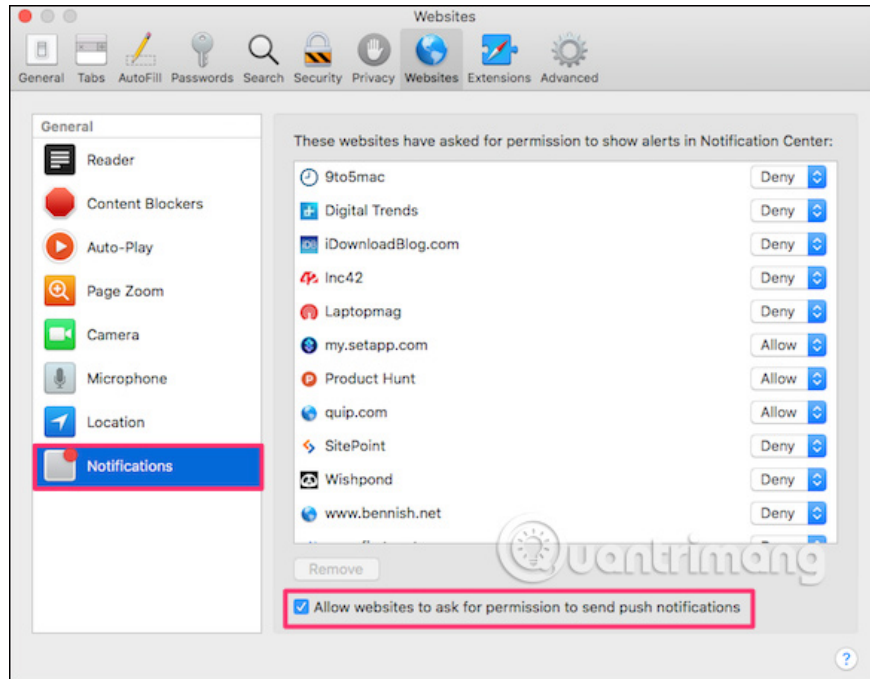 Websites
General Tabs AutoFill Passwords Search Security Privacy Websites Extensions Advanced
General
Reader
Content Blockers
Auto-Play
Page Zoom
Camera
Microphone
Location
Notifications
These websites have asked for permission to show alerts in Notification Center:
9to5mac Deny
Digital Trends Deny
iDownloadBlog.com Deny
Inc42 Deny
Laptopmag Deny
my.setapp.com Allow
Product Hunt Allow
quip.com Allow
SitePoint Deny
Wishpond Deny
www.bennish.net Deny
Remove
Quantrimang
Allow websites to ask for permission to send push notifications
?